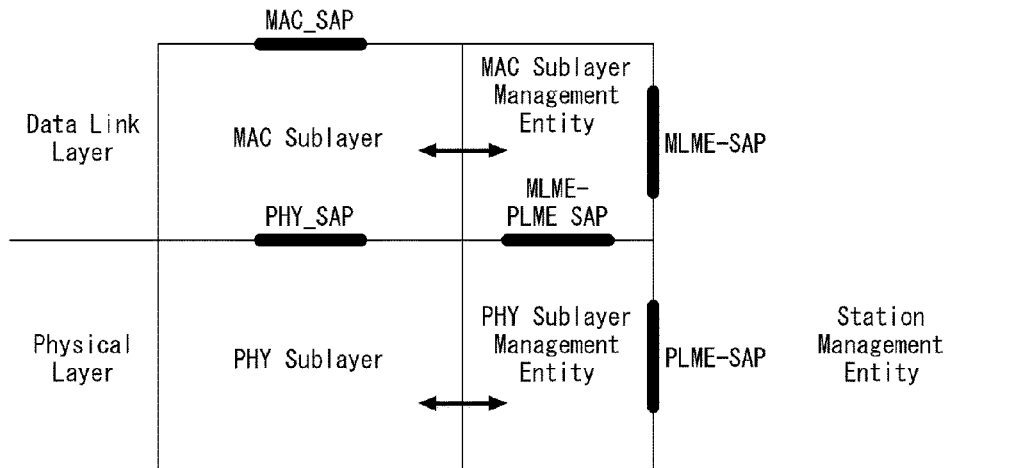 MAC_SAP
Data Link
Layer
MAC Sublayer
MAC Sublayer
Management
Entity
MLME-SAP
PHY_SAP
MLME-
PLME SAP
Physical
Layer
PHY Sublayer
PHY Sublayer
Management
Entity
PLME-SAP
Station
Management
Entity